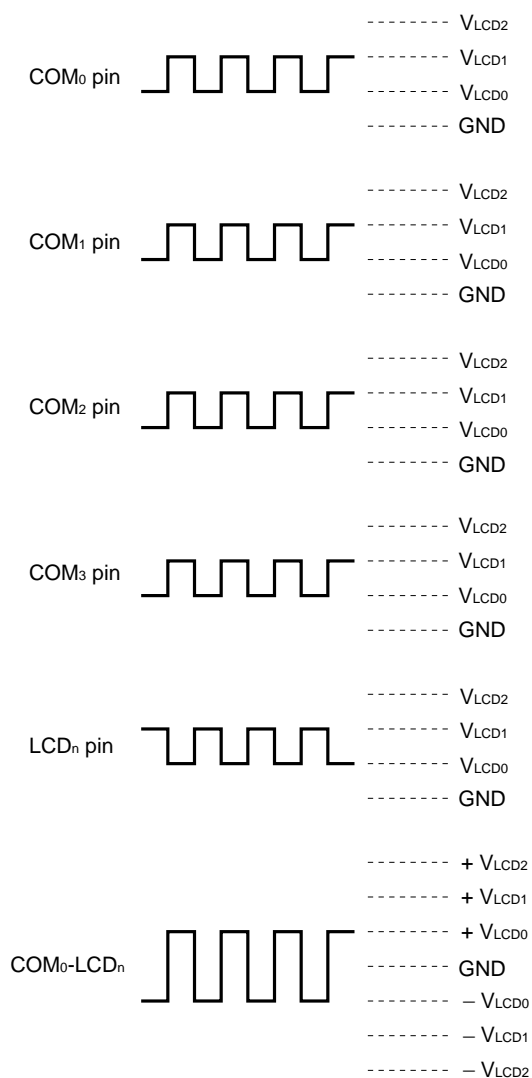 VLCD2
VLCD1
COM0 pin
VLCD0
GND
VLCD2
VLCD1
COM1 pin
VLCD0
GND
VLCD2
VLCD1
COM2 pin
VLCD0
GND
VLCD2
VLCD1
COM3 pin
VLCD0
GND
VLCD2
VLCD1
LCDn pin
VLCD0
GND
+ VLCD2
+ VLCD1
+ VLCD0
COM0-LCDn
GND
− VLCD0
− VLCD1
− VLCD2